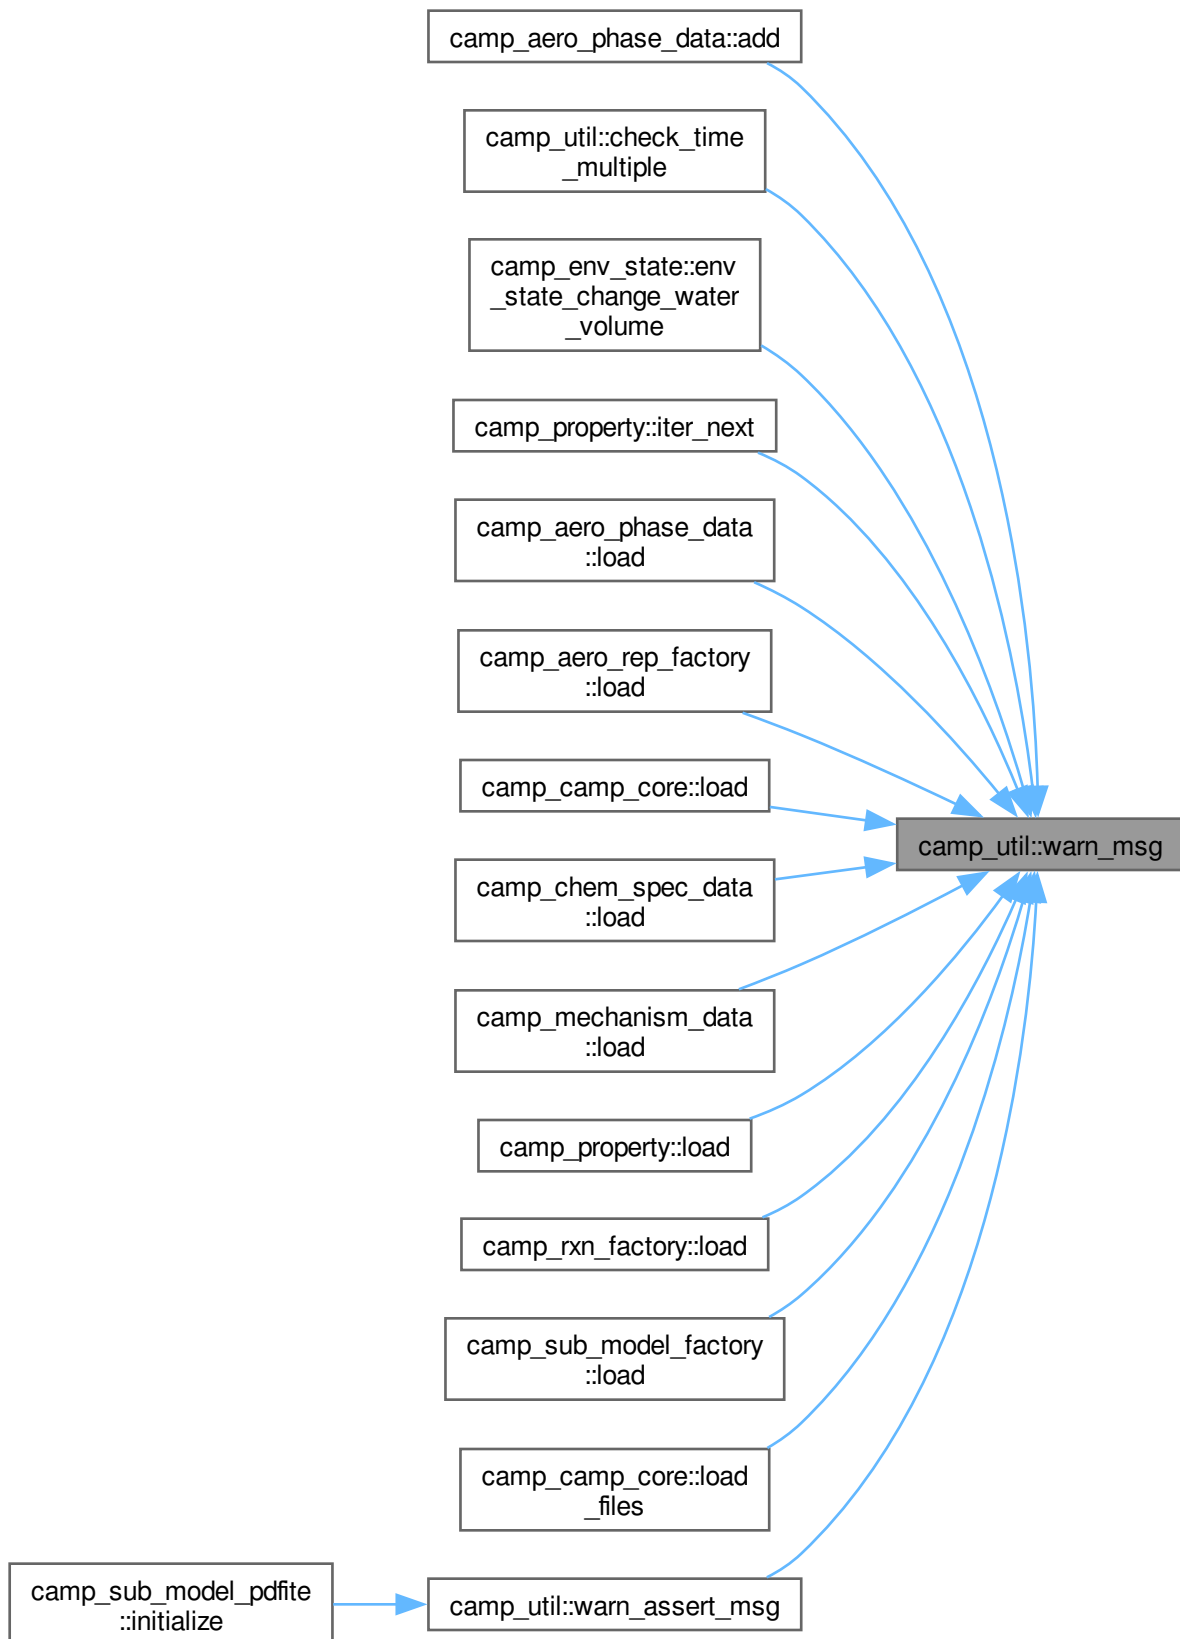 camp_aero_phase_data::add
camp_util::check_time
_multiple
camp_env_state::env
_state_change_water
_volume
camp_property::iter_next
camp_aero_phase_data
::load
camp_aero_rep_factory
::load
camp_camp_core::load
camp_util::warn_msg
camp_chem_spec_data
::load
camp_mechanism_data
::load
camp_property::load
camp_rxn_factory::load
camp_sub_model_factory
::load
camp_camp_core::load
_files
camp_sub_model_pdfite
::initialize
camp_util::warn_assert_msg